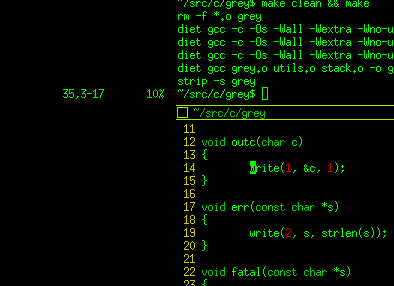 ~/src/c/grey$ make clean && make
rm -f *.o grey
diet gcc -c -Os -Wall -Wextra -Wno-u
diet gcc -c -Os -Wall -Wextra -Wno-u
diet gcc -c -Os -Wall -Wextra -Wno-u
diet gcc grey.o utils.o stack.o -o g
strip -s grey
~/src/c/grey$
35,3-17 10%
~/src/c/grey
11
12 void outc(char c)
13 {
14 write(1, &c, 1);
15 }
16
17 void err(const char *s)
18 {
19 write(2, s, strlen(s));
20 }
21
22 void fatal(const char *s)
23 {